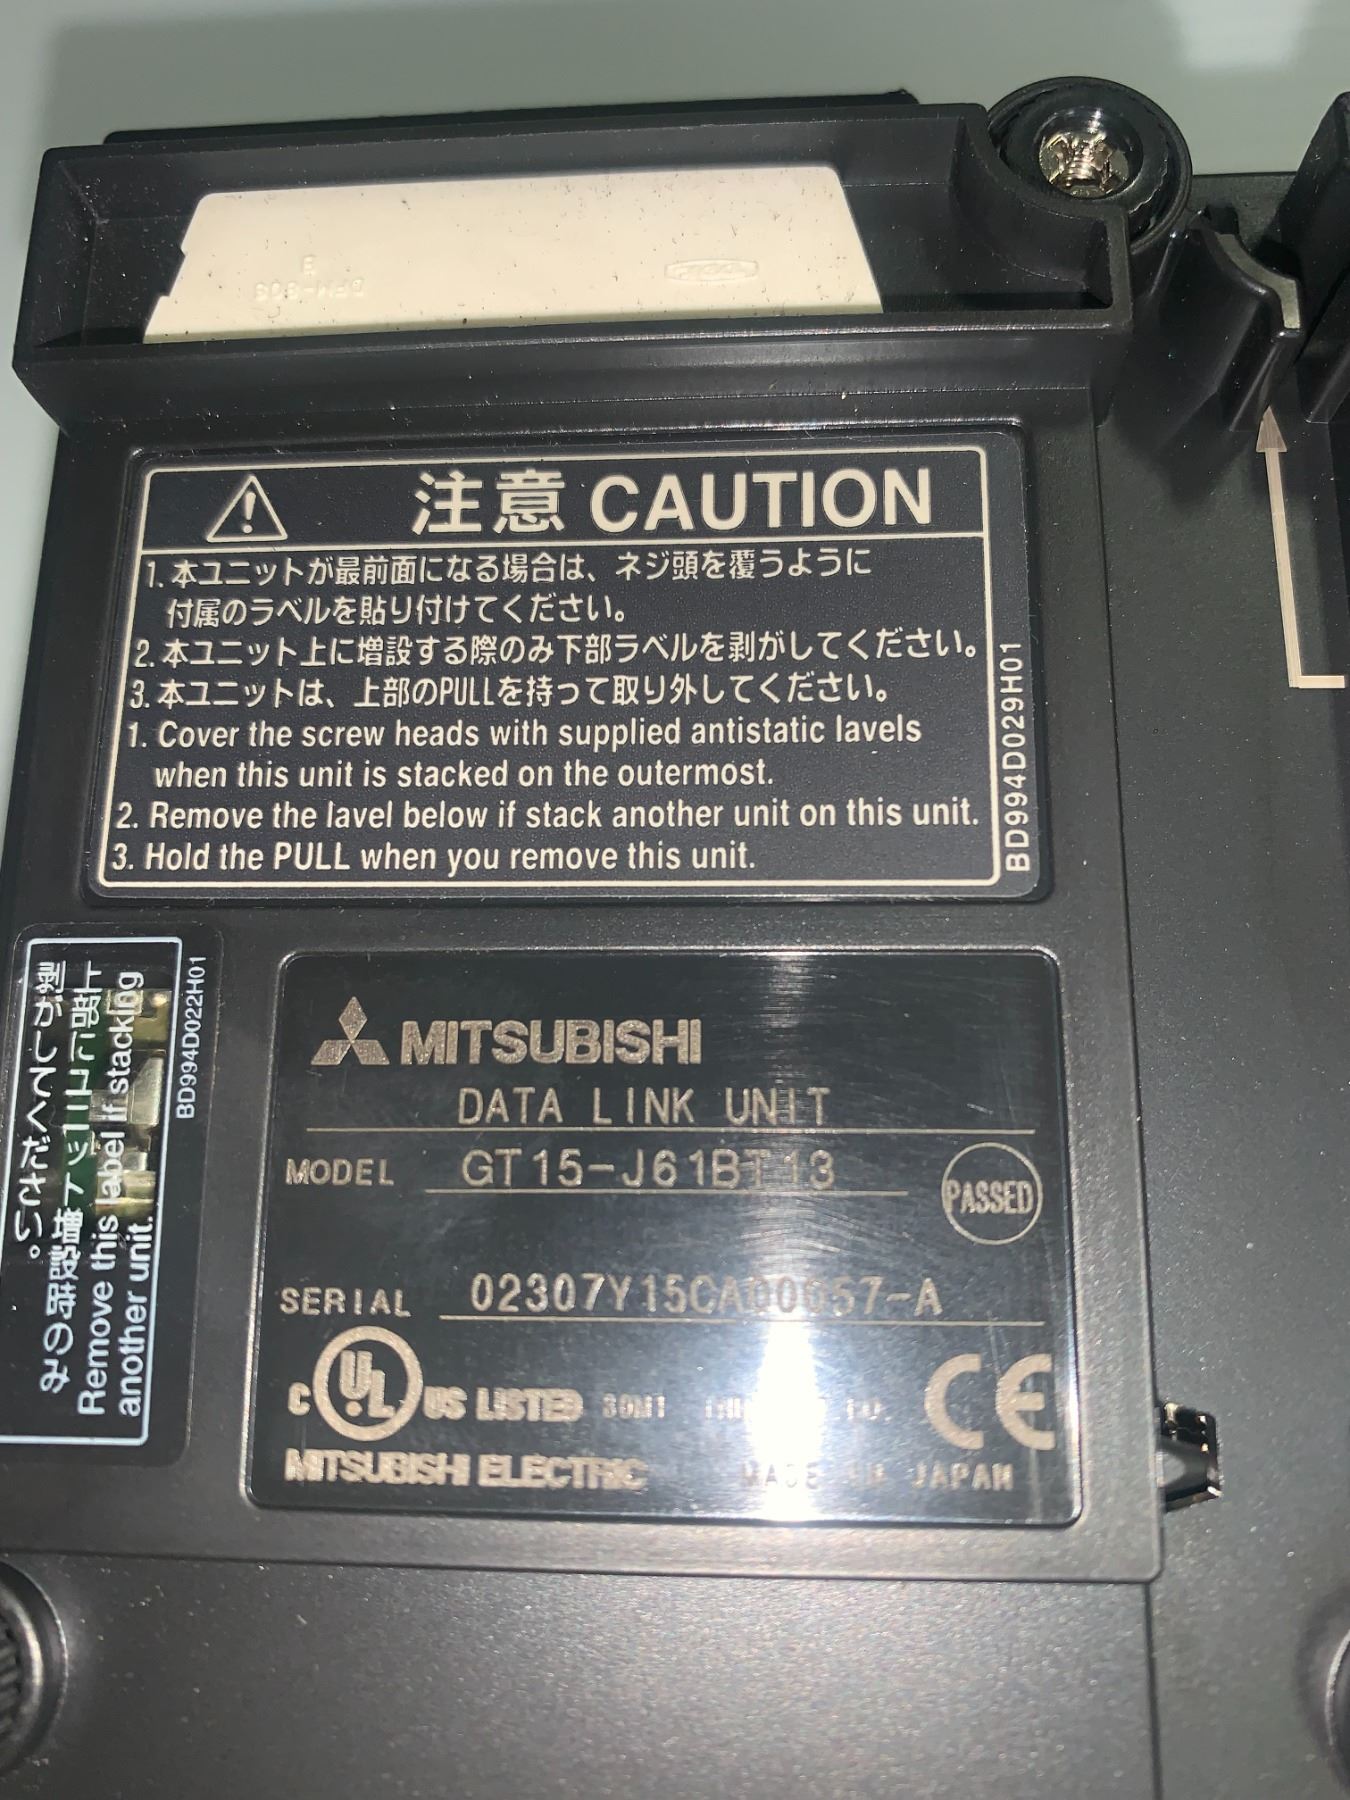 注意 CAUTION
1. 本ユニットが最前面になる場合は、ネジ頭を覆うように
付属のラベルを貼り付けてください。
2. 本ユニット上に増設する際のみ下部ラベルを剥がしてください。
3. 本ユニットは、上部のPULLを持って取り外してください。
1. Cover the screw heads with supplied antistatic lavels
when this unit is stacked on the outermost.
2. Remove the lavel below if stack another unit on this unit.
3. Hold the PULL when you remove this unit.
BD994D029H01
上部にユニット増設時のみ
剥がしてください。
Remove this label if stacking
another unit.
BD994D022H01
MITSUBISHI
DATA LINK UNIT
MODEL GT15-J61BT13
PASSED
SERIAL 02307Y15CA00057-A
C UL US LISTED 80M1 CE
MITSUBISHI ELECTRIC MADE IN JAPAN